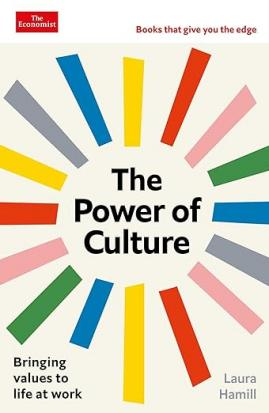 The
Economist
Books that give you the edge
The
Power of
Culture
Bringing
values to
life at work
Laura
Hamill